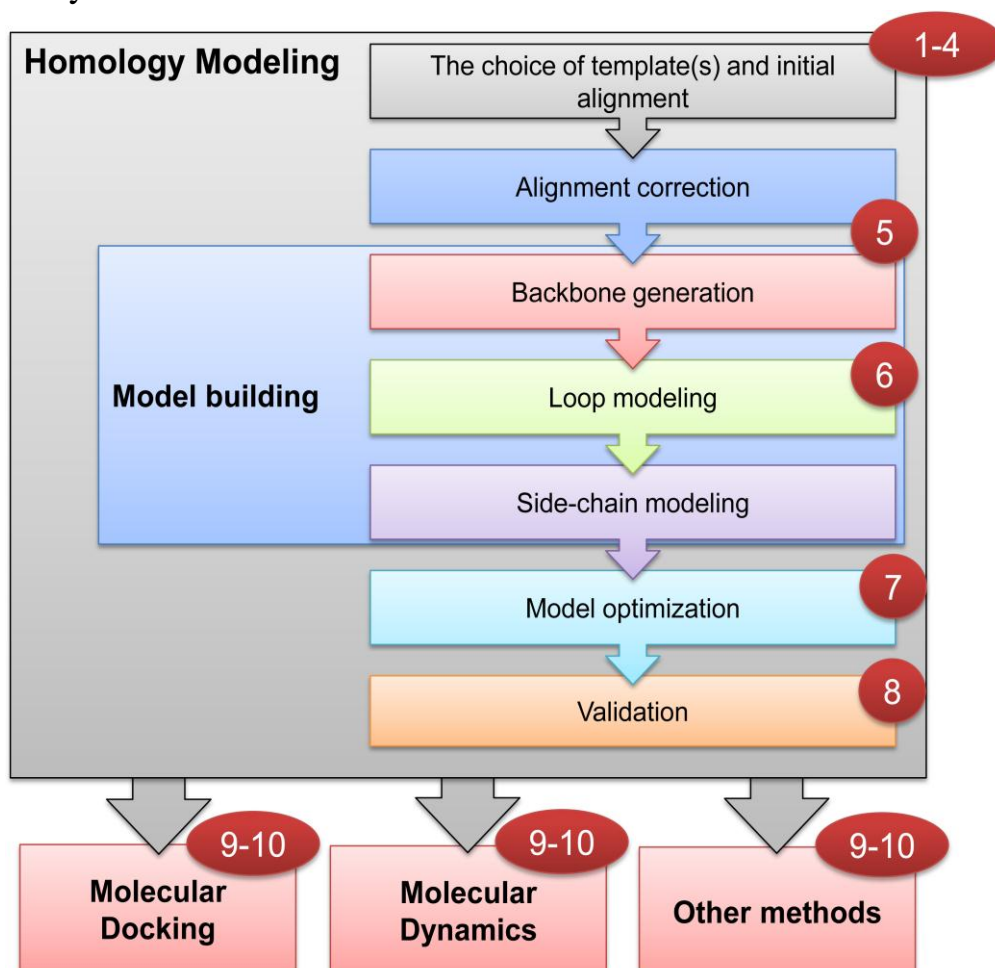 Homology Modeling
1-4
The choice of template(s) and initial
alignment
Alignment correction
5
Backbone generation
Model building
6
Loop modeling
Side-chain modeling
7
Model optimization
8
Validation
9-10
Molecular
Docking
9-10
Molecular
Dynamics
9-10
Other methods